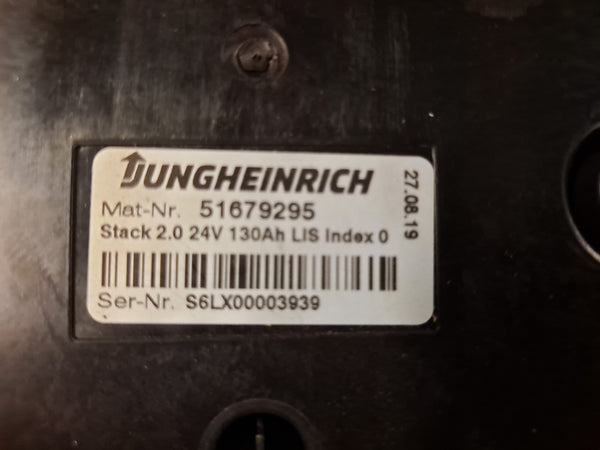 JUNGHEINRICH
Mat-Nr. 51679295
Stack 2.0 24V 130Ah LIS Index 0
Ser-Nr. S6LX00003939
27.08.19